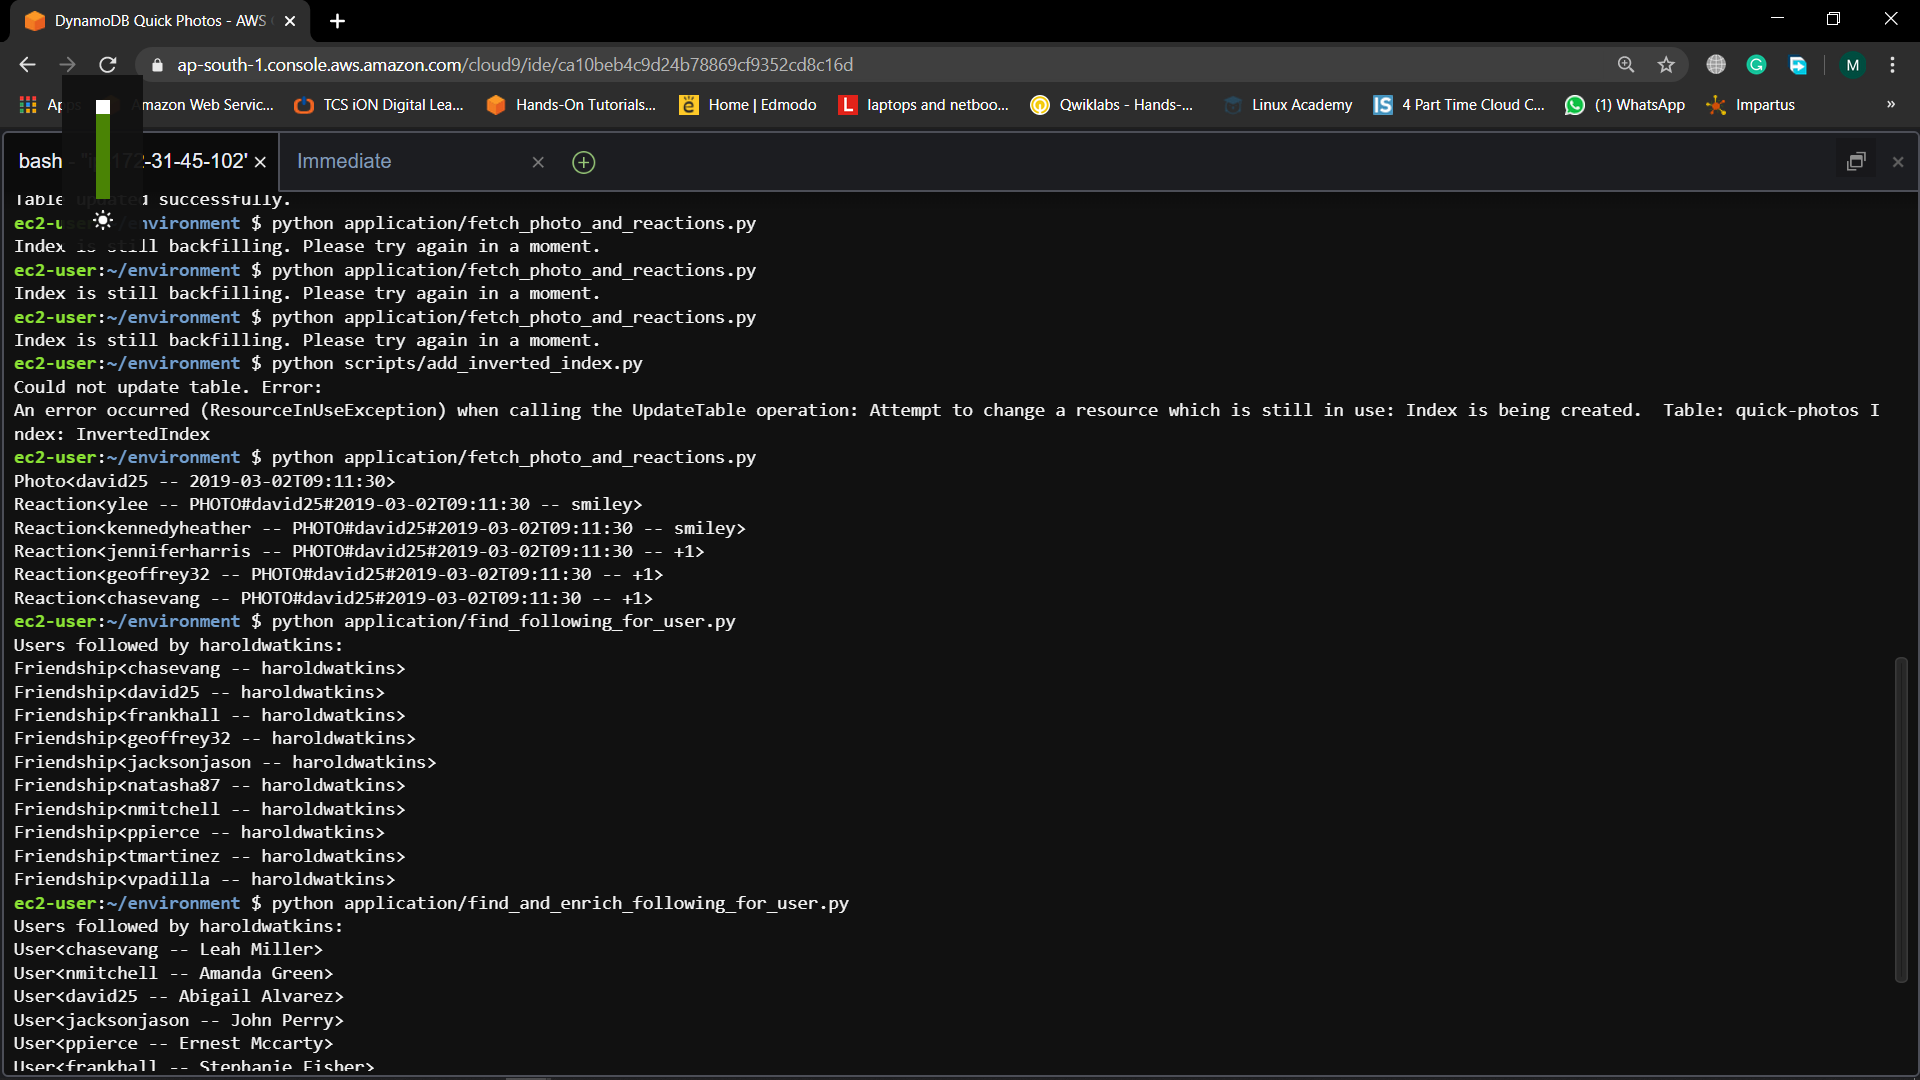 DynamoDB Quick Photos - AWS
ap-south-1.console.aws.amazon.com/cloud9/ide/ca10beb4c9d24b78869cf9352cd8c16d
M
Amazon Web Servic...
TCS iON Digital Lea...
Hands-On Tutorials...
Home | Edmodo
laptops and netboo...
Qwiklabs - Hands-...
Linux Academy
4 Part Time Cloud C...
(1) WhatsApp
Impartus
»
bash - "ip-172-31-45-102"
Immediate
Table updated successfully.
ec2-user:~/environment $ python application/fetch_photo_and_reactions.py
Index is still backfilling. Please try again in a moment.
ec2-user:~/environment $ python application/fetch_photo_and_reactions.py
Index is still backfilling. Please try again in a moment.
ec2-user:~/environment $ python application/fetch_photo_and_reactions.py
Index is still backfilling. Please try again in a moment.
ec2-user:~/environment $ python scripts/add_inverted_index.py
Could not update table. Error:
An error occurred (ResourceInUseException) when calling the UpdateTable operation: Attempt to change a resource which is still in use: Index is being created.  Table: quick-photos I
ndex: InvertedIndex
ec2-user:~/environment $ python application/fetch_photo_and_reactions.py
Photo<david25 -- 2019-03-02T09:11:30>
Reaction<ylee -- PHOTO#david25#2019-03-02T09:11:30 -- smiley>
Reaction<kennedyheather -- PHOTO#david25#2019-03-02T09:11:30 -- smiley>
Reaction<jenniferharris -- PHOTO#david25#2019-03-02T09:11:30 -- +1>
Reaction<geoffrey32 -- PHOTO#david25#2019-03-02T09:11:30 -- +1>
Reaction<chasevang -- PHOTO#david25#2019-03-02T09:11:30 -- +1>
ec2-user:~/environment $ python application/find_following_for_user.py
Users followed by haroldwatkins:
Friendship<chasevang -- haroldwatkins>
Friendship<david25 -- haroldwatkins>
Friendship<frankhall -- haroldwatkins>
Friendship<geoffrey32 -- haroldwatkins>
Friendship<jacksonjason -- haroldwatkins>
Friendship<natasha87 -- haroldwatkins>
Friendship<nmitchell -- haroldwatkins>
Friendship<ppierce -- haroldwatkins>
Friendship<tmartinez -- haroldwatkins>
Friendship<vpadilla -- haroldwatkins>
ec2-user:~/environment $ python application/find_and_enrich_following_for_user.py
Users followed by haroldwatkins:
User<chasevang -- Leah Miller>
User<nmitchell -- Amanda Green>
User<david25 -- Abigail Alvarez>
User<jacksonjason -- John Perry>
User<ppierce -- Ernest Mccarty>
User<frankhall -- Stephanie Fisher>